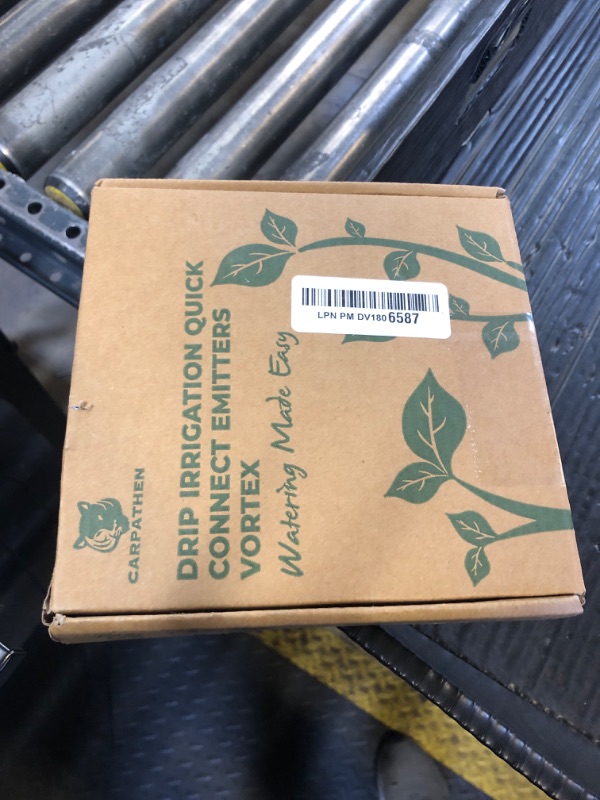 CARPATHEN
DRIP IRRIGATION QUICK
CONNECT EMITTERS
VORTEX
Watering Made Easy
LPN PM DV1806587